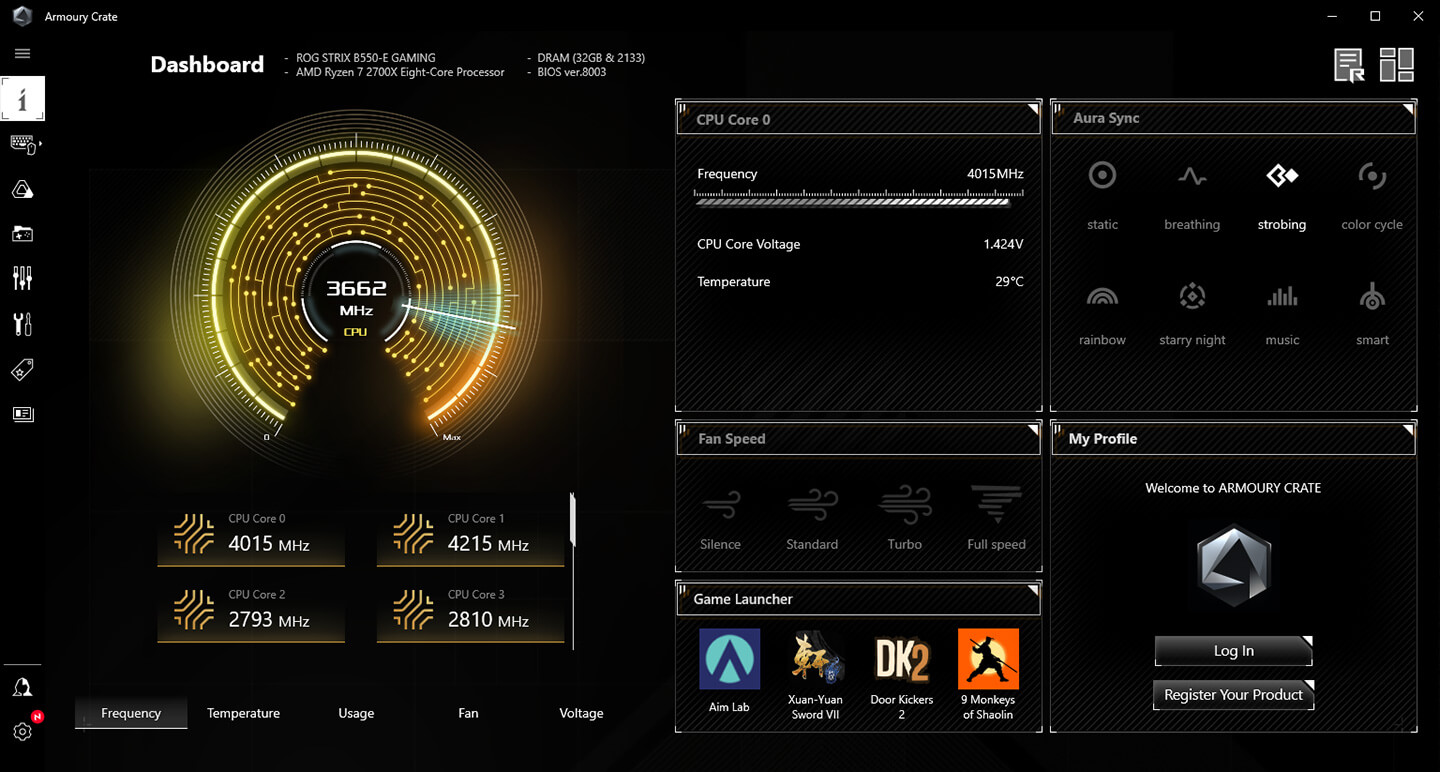 Armoury Crate
Dashboard
- ROG STRIX B550-E GAMING
- AMD Ryzen 7 2700X Eight-Core Processor
- DRAM (32GB & 2133)
- BIOS ver.8003
3662
MHz
CPU
0
Max
CPU Core 0
4015 MHz
CPU Core 1
4215 MHz
CPU Core 2
2793 MHz
CPU Core 3
2810 MHz
Frequency
Temperature
Usage
Fan
Voltage
N
CPU Core 0
Frequency 4015MHz
CPU Core Voltage 1.424V
Temperature 29°C
Aura Sync
static
breathing
strobing
color cycle
rainbow
starry night
music
smart
Fan Speed
Silence
Standard
Turbo
Full speed
Game Launcher
DK2
Aim Lab
Xuan-Yuan
Sword VII
Door Kickers
2
9 Monkeys
of Shaolin
My Profile
Welcome to ARMOURY CRATE
Log In
Register Your Product